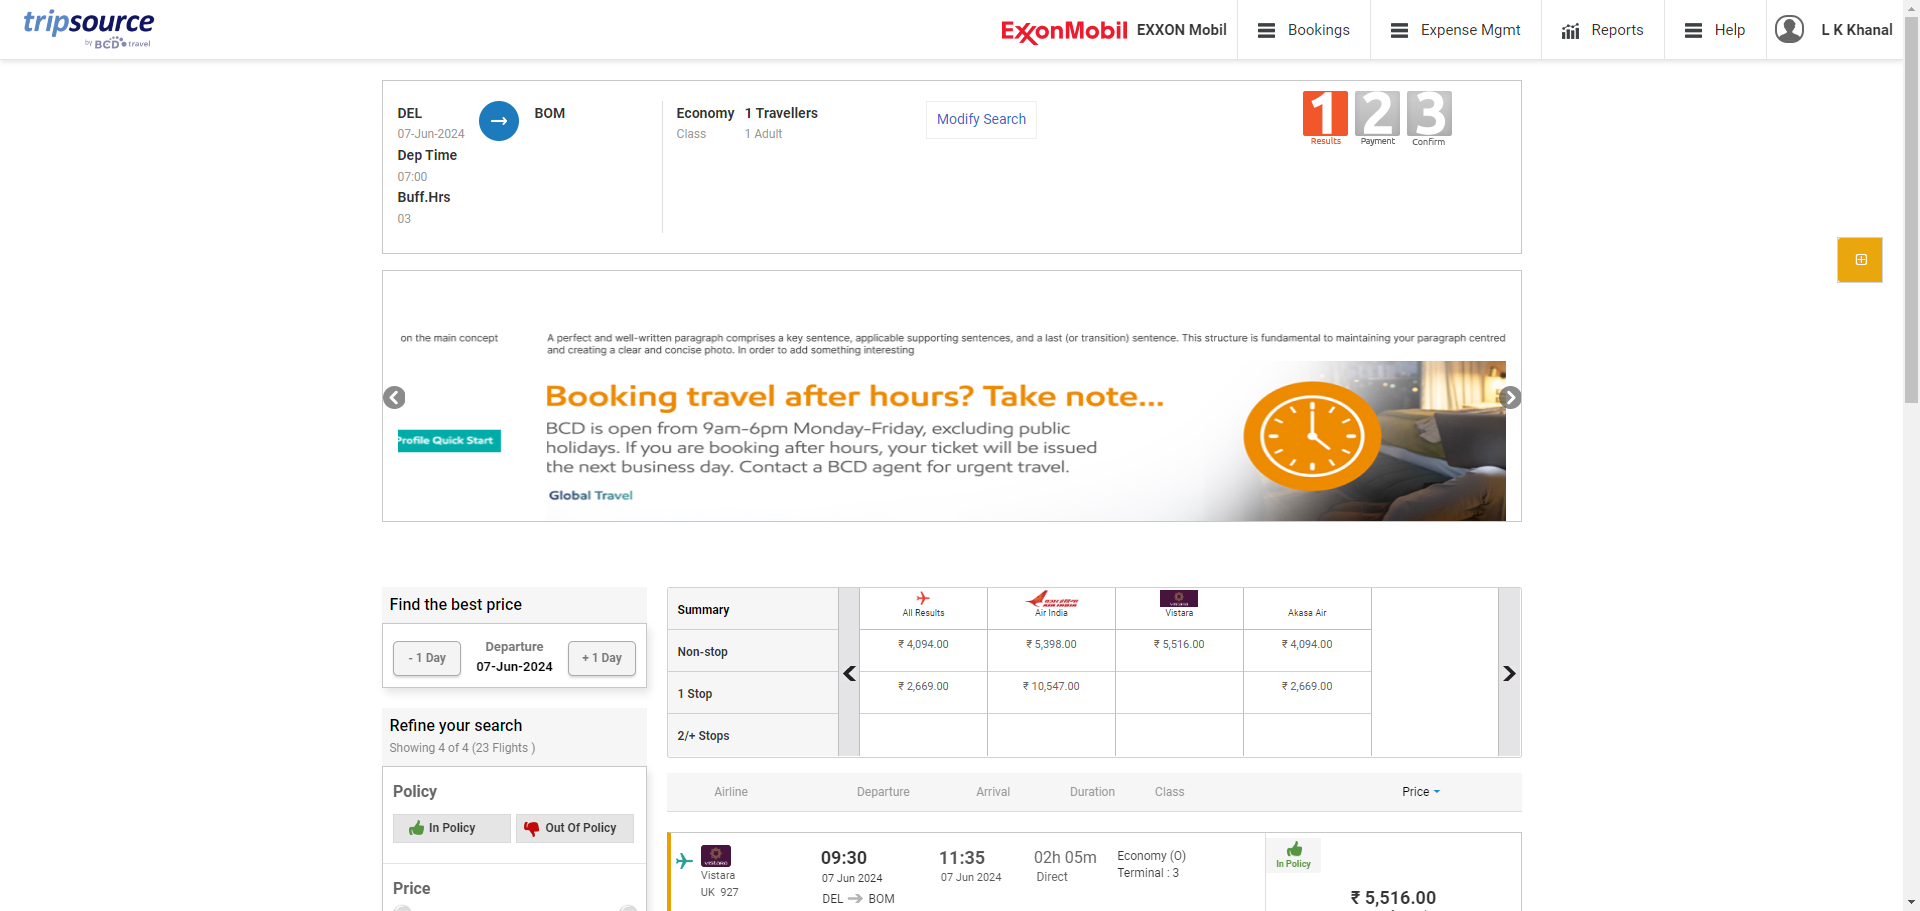 tripsource
by BCD travel
ExxonMobil EXXON Mobil
Bookings
Expense Mgmt
Reports
Help
L K Khanal
DEL
07-Jun-2024
BOM
Dep Time
07:00
Buff.Hrs
03
Economy 1 Travellers
Class 1 Adult
Modify Search
1 2 3
Results Payment Confirm
on the main concept
A perfect and well-written paragraph comprises a key sentence, applicable supporting sentences, and a last (or transition) sentence. This structure is fundamental to maintaining your paragraph centred
and creating a clear and concise photo. In order to add something interesting
Profile Quick Start
Booking travel after hours? Take note...
BCD is open from 9am-6pm Monday-Friday, excluding public
holidays. If you are booking after hours, your ticket will be issued
the next business day. Contact a BCD agent for urgent travel.
Global Travel
Find the best price
- 1 Day
Departure
07-Jun-2024
+ 1 Day
Refine your search
Showing 4 of 4 (23 Flights )
Policy
In Policy
Out Of Policy
Price
Summary All Results Air India Vistara Akasa Air
Non-stop ₹ 4,094.00 ₹ 5,398.00 ₹ 5,516.00 ₹ 4,094.00
1 Stop ₹ 2,669.00 ₹ 10,547.00 ₹ 2,669.00
2/+ Stops
Airline Departure Arrival Duration Class Price
Vistara
UK 927
09:30
07 Jun 2024
DEL BOM
11:35
07 Jun 2024
02h 05m
Direct
Economy (O)
Terminal : 3
In Policy
₹ 5,516.00